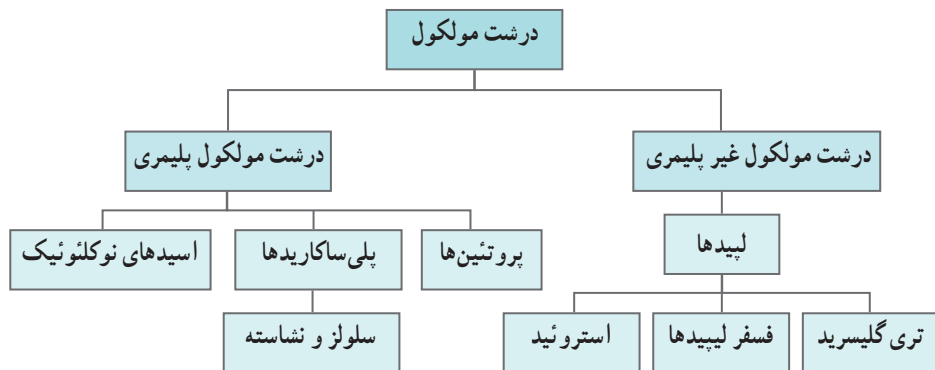 درشت مولکول
درشت مولکول غیر پلیمری
درشت مولکول پلیمری
لپیدها
پروتئین‌ها
پلی‌ساکاریدها
اسیدهای نوکلئوئیک
تری گلیسرید
فسفر لیپیدها
استروئید
سلولز و نشاسته